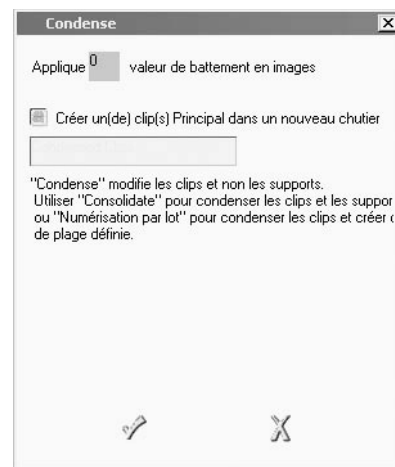 Condense
Applique 0 valeur de battement en images
Créer un(de) clip(s) Principal dans un nouveau chutier
"Condense" modifie les clips et non les supports.
Utiliser "Consolidate" pour condenser les clips et les suppor
ou "Numérisation par lot" pour condenser les clips et créer
de plage définie.